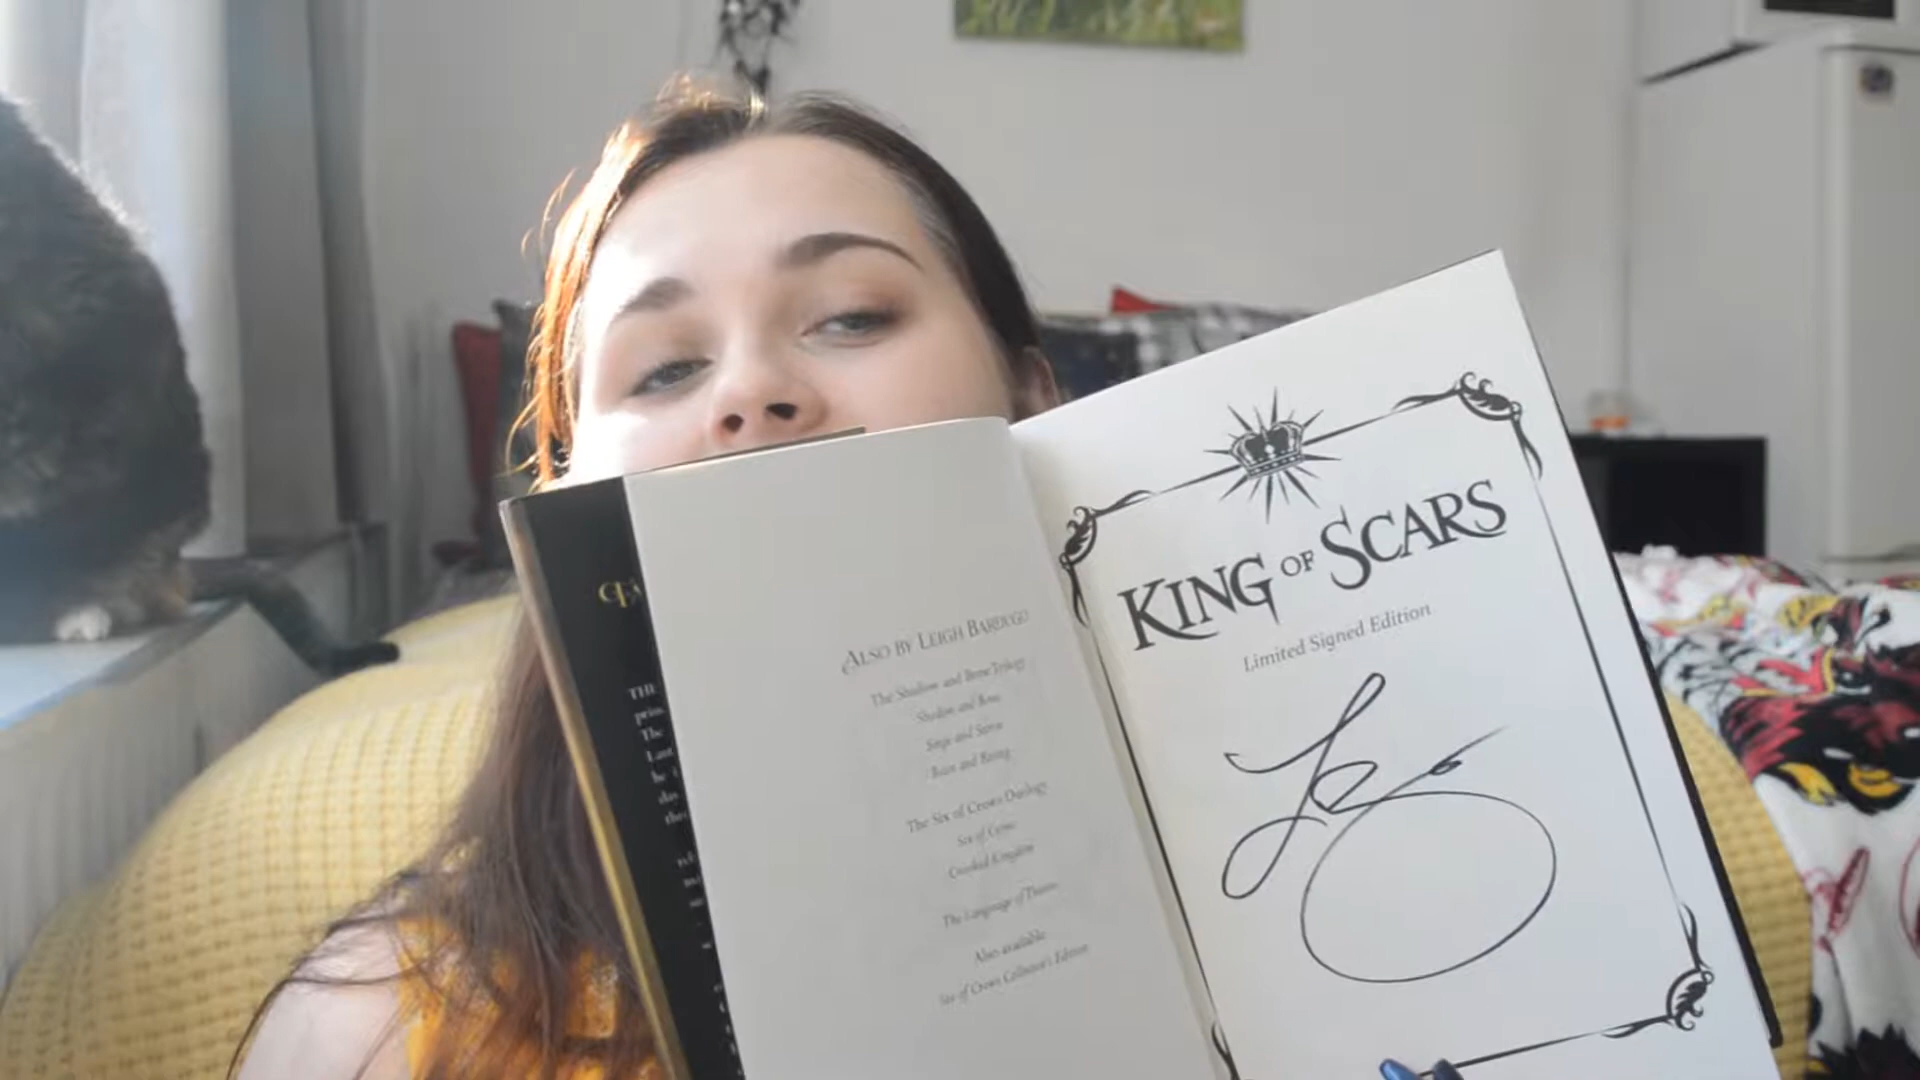 ALSO BY LEIGH BARDUGO
The Shadow and Bone Trilogy
Shadow and Bone
Siege and Storm
Ruin and Rising
The Six of Crows Duology
Six of Crows
Crooked Kingdom
The Language of Thorns
Also available
Six of Crows Collector's Edition
KING OF SCARS
Limited Signed Edition